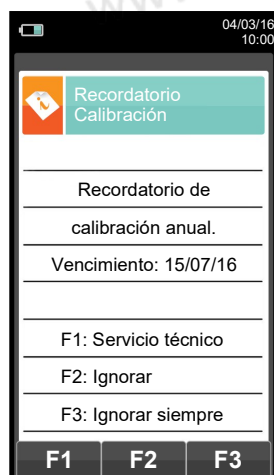 04/03/16
10:00
Recordatorio
Calibración
Recordatorio de
calibración anual.
Vencimiento: 15/07/16
F1: Servicio técnico
F2: Ignorar
F3: Ignorar siempre
F1 F2 F3